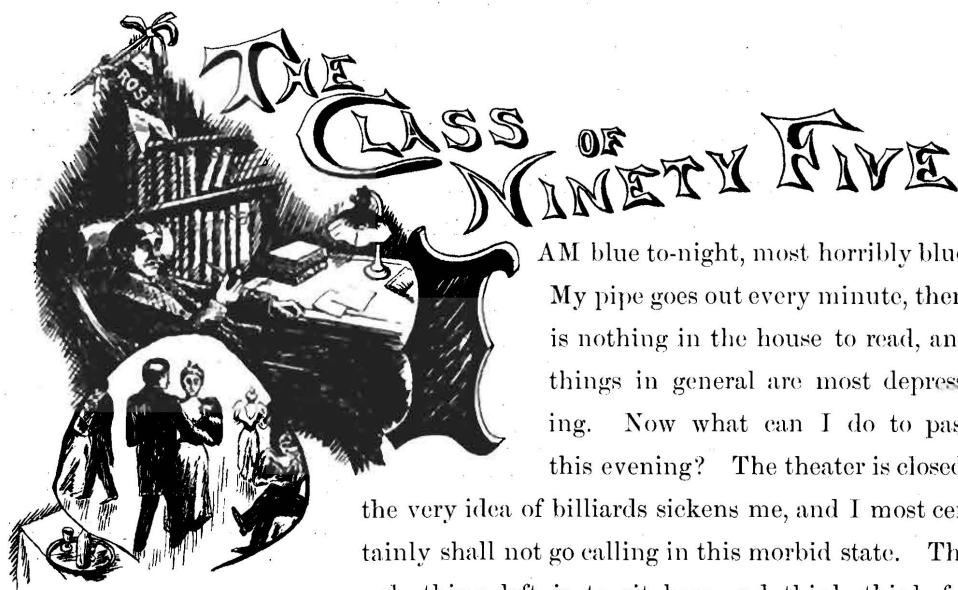 ROSE
THE
CLASS OF
NINETY FIVE
I AM blue to-night, most horribly blue
My pipe goes out every minute, ther
is nothing in the house to read, an
things in general are most depress
ing. Now what can I do to pas
this evening? The theater is closed
the very idea of billiards sickens me, and I most cer
tainly shall not go calling in this morbid state. Th